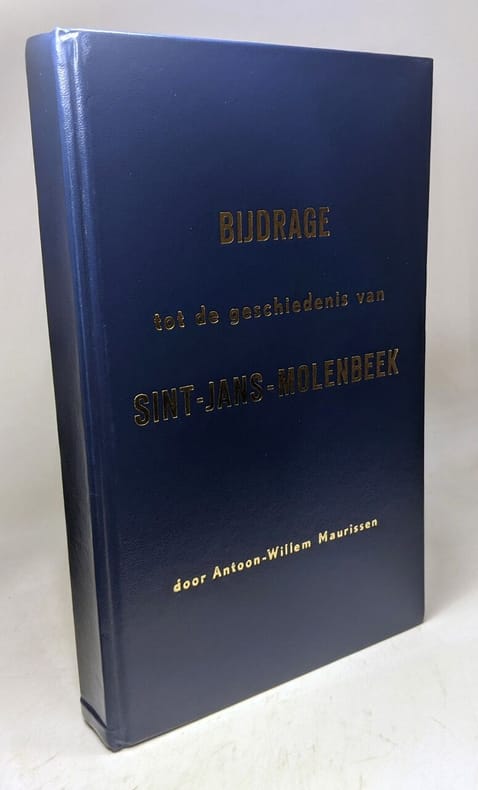 BIJDRAGE
tot de geschiedenis van
SINT-JANS-MOLENBEEK
door Antoon-Willem Maurissen